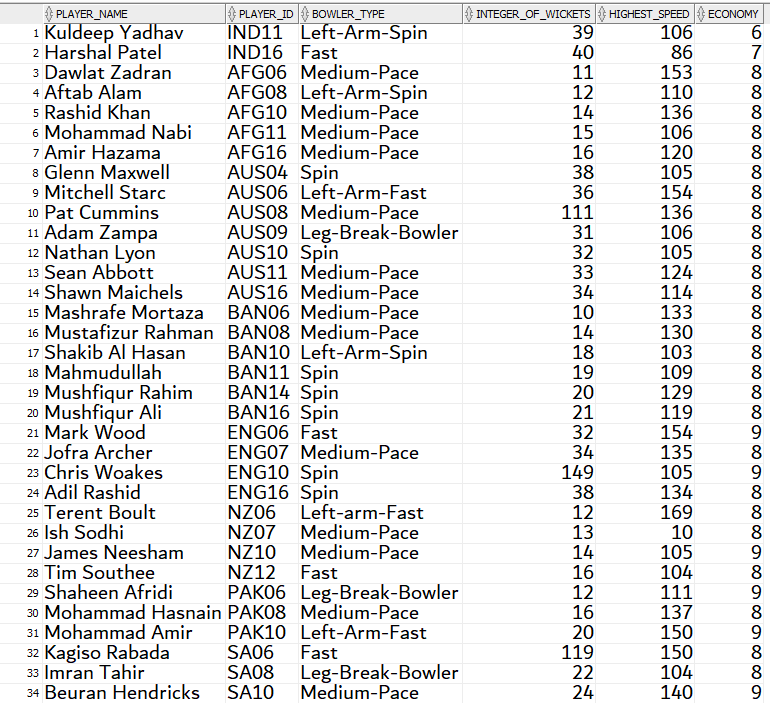 PLAYER_NAME PLAYER_ID BOWLER_TYPE INTEGER_OF_WICKETS HIGHEST_SPEED ECONOMY
1 Kuldeep Yadhav IND11 Left-Arm-Spin 39 106 6
2 Harshal Patel IND16 Fast 40 86 7
3 Dawlat Zadran AFG06 Medium-Pace 11 153 8
4 Aftab Alam AFG08 Left-Arm-Spin 12 110 8
5 Rashid Khan AFG10 Medium-Pace 14 136 8
6 Mohammad Nabi AFG11 Medium-Pace 15 106 8
7 Amir Hazama AFG16 Medium-Pace 16 120 8
8 Glenn Maxwell AUS04 Spin 38 105 8
9 Mitchell Starc AUS06 Left-Arm-Fast 36 154 8
10 Pat Cummins AUS08 Medium-Pace 111 136 8
11 Adam Zampa AUS09 Leg-Break-Bowler 31 106 8
12 Nathan Lyon AUS10 Spin 32 105 8
13 Sean Abbott AUS11 Medium-Pace 33 124 8
14 Shawn Maichels AUS16 Medium-Pace 34 114 8
15 Mashrafe Mortaza BAN06 Medium-Pace 10 133 8
16 Mustafizur Rahman BAN08 Medium-Pace 14 130 8
17 Shakib Al Hasan BAN10 Left-Arm-Spin 18 103 8
18 Mahmudullah BAN11 Spin 19 109 8
19 Mushfiqur Rahim BAN14 Spin 20 129 8
20 Mushfiqur Ali BAN16 Spin 21 119 8
21 Mark Wood ENG06 Fast 32 154 9
22 Jofra Archer ENG07 Medium-Pace 34 135 8
23 Chris Woakes ENG10 Spin 149 105 9
24 Adil Rashid ENG16 Spin 38 134 8
25 Terent Boult NZ06 Left-arm-Fast 12 169 8
26 Ish Sodhi NZ07 Medium-Pace 13 10 8
27 James Neesham NZ10 Medium-Pace 14 105 9
28 Tim Southee NZ12 Fast 16 104 8
29 Shaheen Afridi PAK06 Leg-Break-Bowler 12 111 9
30 Mohammad Hasnain PAK08 Medium-Pace 16 137 8
31 Mohammad Amir PAK10 Left-Arm-Fast 20 150 9
32 Kagiso Rabada SA06 Fast 119 150 8
33 Imran Tahir SA08 Leg-Break-Bowler 22 104 8
34 Beuran Hendricks SA10 Medium-Pace 24 140 9